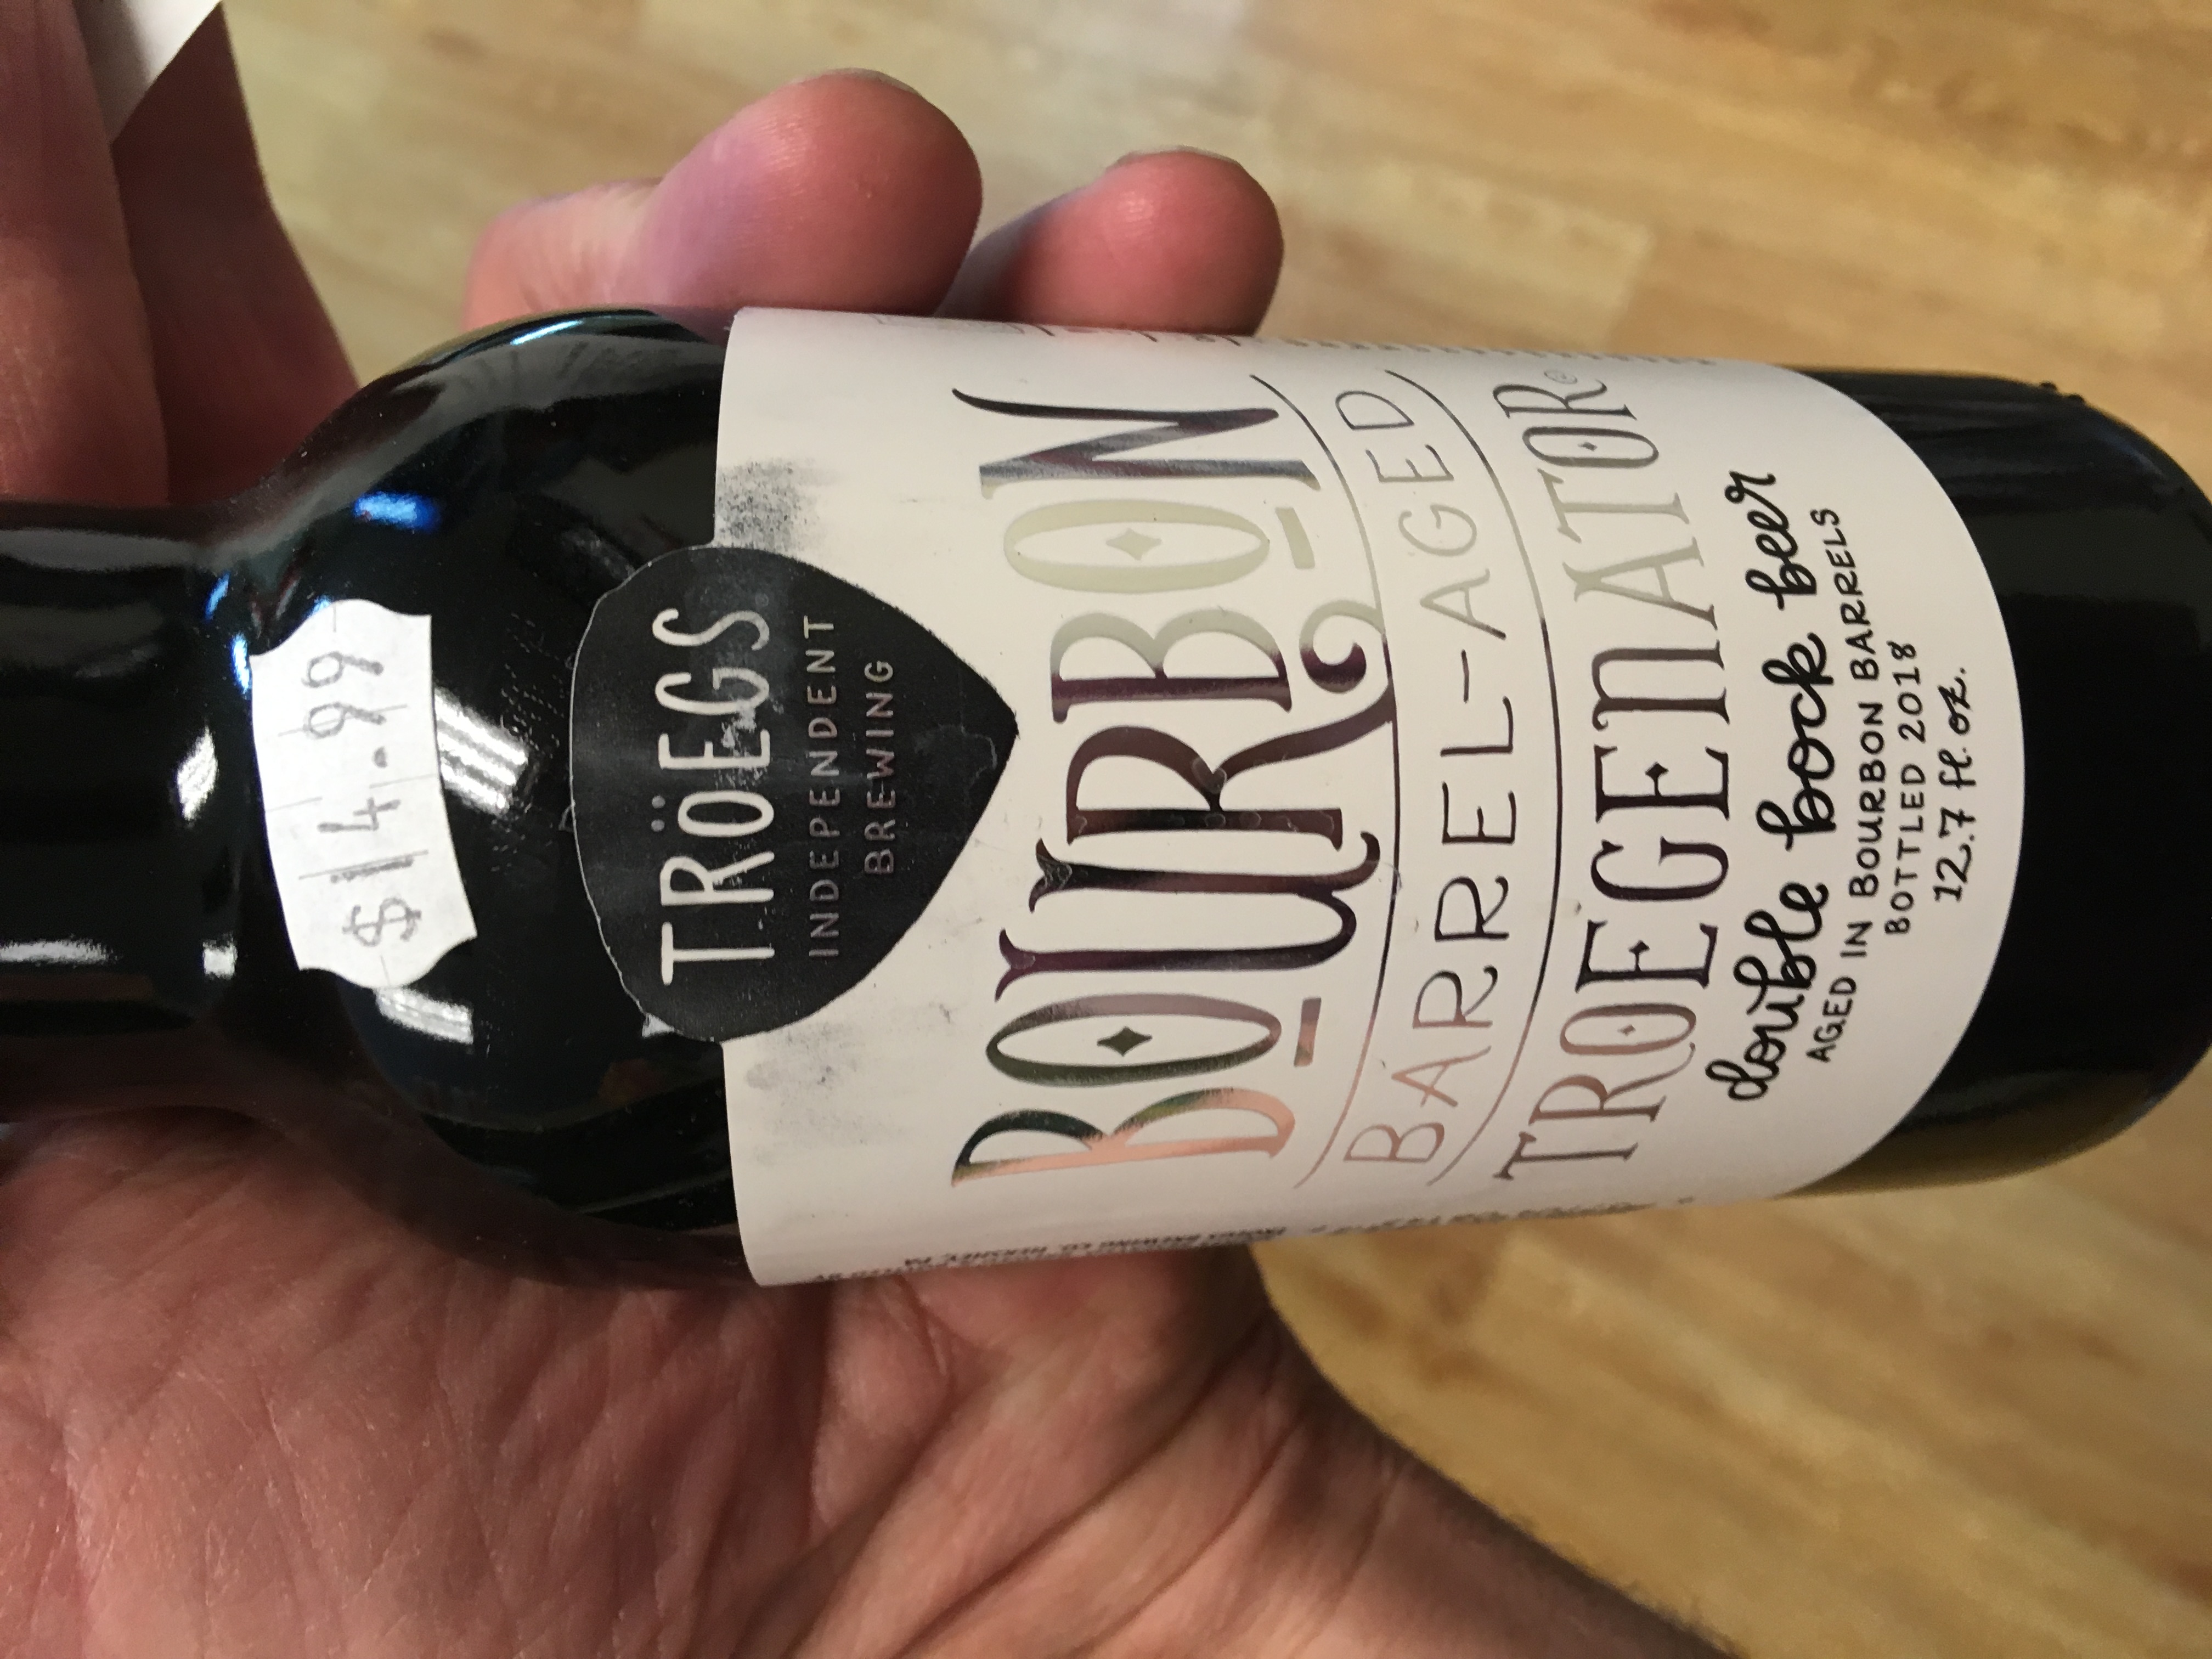 $14.99
TRÖEGS
INDEPENDENT
BREWING
BOURBON
BARREL-AGED
TROEGENATOR
double bock beer
AGED IN BOURBON BARRELS
BOTTLED 2018
12.7 fl. oz.